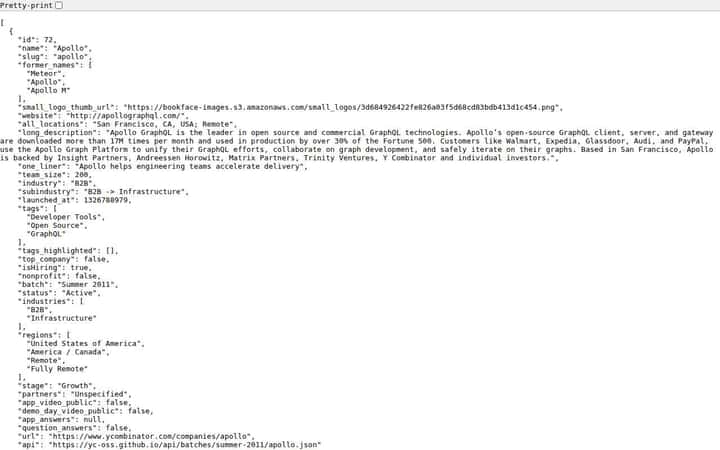 Pretty-print
[
  {
    "id": 72,
    "name": "Apollo",
    "slug": "apollo",
    "former_names": [
      "Meteor",
      "Apollo",
      "Apollo M"
    ],
    "small_logo_thumb_url": "https://bookface-images.s3.amazonaws.com/small_logos/3d684926422fe826a03f5d68cd83bdb413d1c454.png",
    "website": "http://apollographql.com/",
    "all_locations": "San Francisco, CA, USA; Remote",
    "long_description": "Apollo GraphQL is the leader in open source and commercial GraphQL technologies. Apollo’s open-source GraphQL client, server, and gateway
are downloaded more than 17M times per month and used in production by over 30% of the Fortune 500. Customers like Walmart, Expedia, Glassdoor, Audi, and PayPal,
use the Apollo Graph Platform to unify their GraphQL efforts, collaborate on graph development, and safely iterate on their graphs. Based in San Francisco, Apollo
is backed by Insight Partners, Andreessen Horowitz, Matrix Partners, Trinity Ventures, Y Combinator and individual investors.",
    "one_liner": "Apollo helps engineering teams accelerate delivery",
    "team_size": 200,
    "industry": "B2B",
    "subindustry": "B2B -> Infrastructure",
    "launched_at": 1326788979,
    "tags": [
      "Developer Tools",
      "Open Source",
      "GraphQL"
    ],
    "tags_highlighted": [],
    "top_company": false,
    "isHiring": true,
    "nonprofit": false,
    "batch": "Summer 2011",
    "status": "Active",
    "industries": [
      "B2B",
      "Infrastructure"
    ],
    "regions": [
      "United States of America",
      "America / Canada",
      "Remote",
      "Fully Remote"
    ],
    "stage": "Growth",
    "partners": "Unspecified",
    "app_video_public": false,
    "demo_day_video_public": false,
    "app_answers": null,
    "question_answers": false,
    "url": "https://www.ycombinator.com/companies/apollo",
    "api": "https://yc-oss.github.io/api/batches/summer-2011/apollo.json"